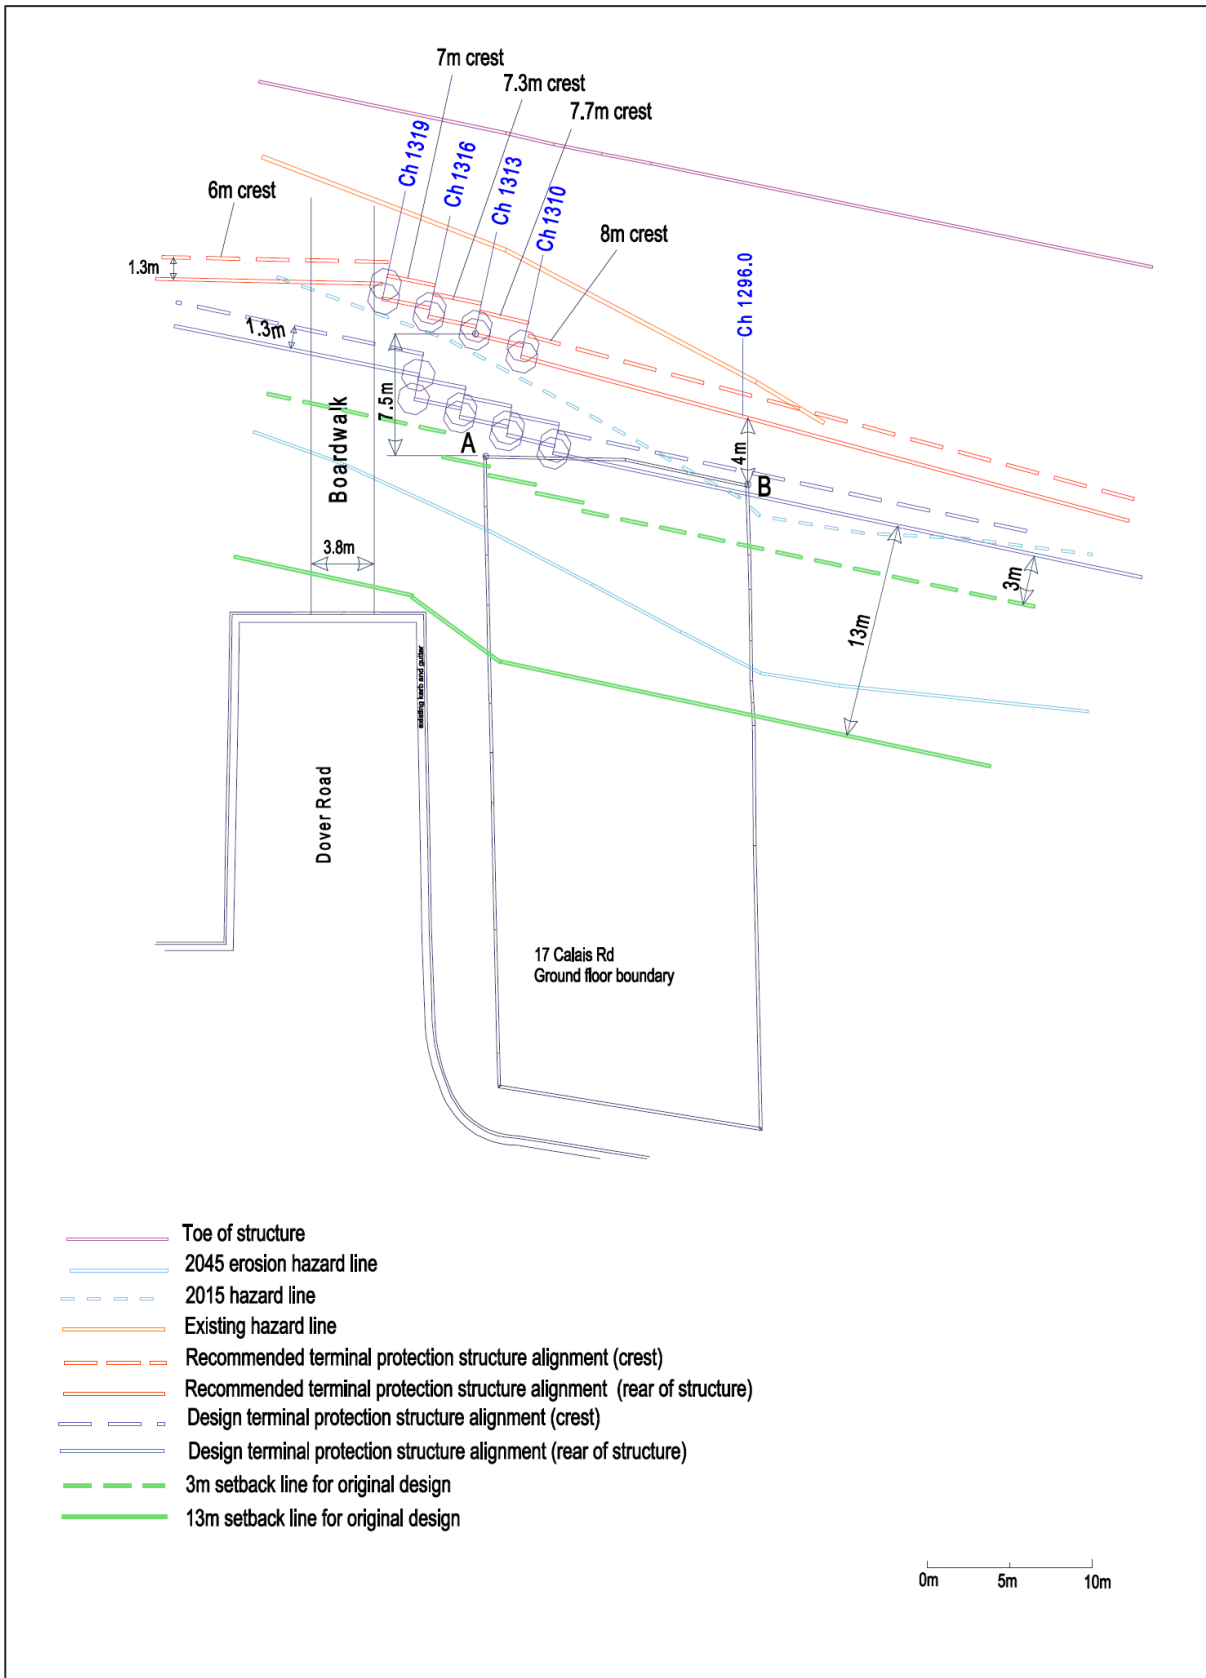 7m crest
7.3m crest
7.7m crest
Ch 1319
Ch 1316
Ch 1313
Ch 1310
6m crest
8m crest
1.3m
Ch 1296.0
1.3m
7.5m
Boardwalk
A
4m
B
3.8m
3m
13m
existing kerb and gutter
Dover Road
17 Calais Rd
Ground floor boundary
Toe of structure
2045 erosion hazard line
2015 hazard line
Existing hazard line
Recommended terminal protection structure alignment (crest)
Recommended terminal protection structure alignment (rear of structure)
Design terminal protection structure alignment (crest)
Design terminal protection structure alignment (rear of structure)
3m setback line for original design
13m setback line for original design
0m 5m 10m